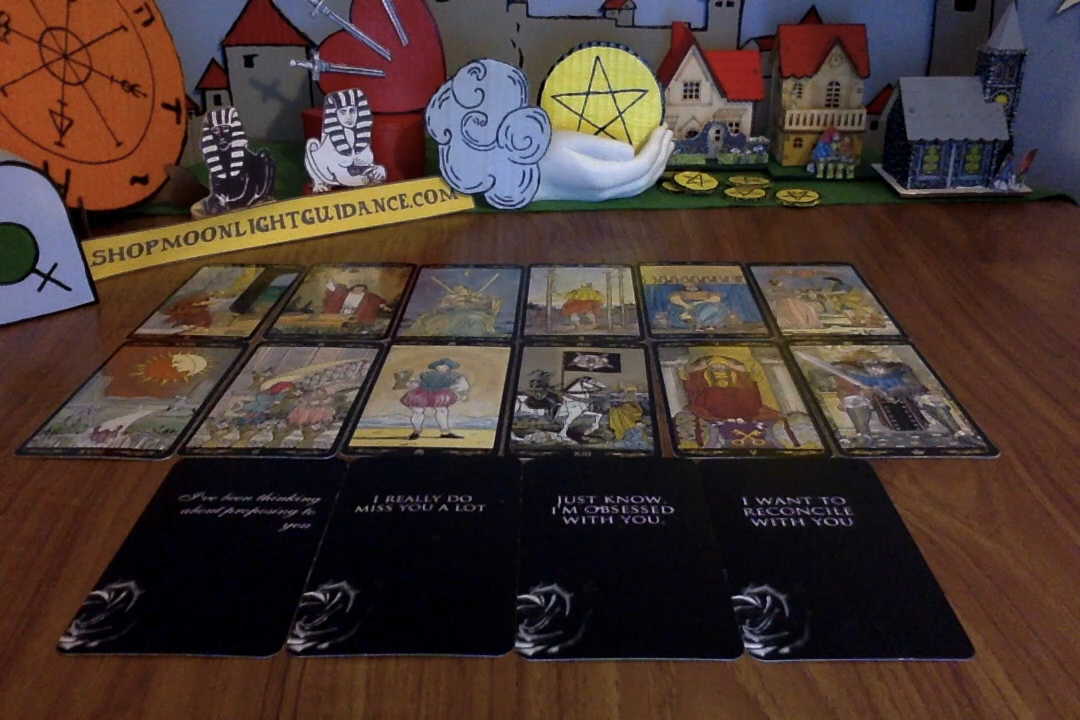 SHOPMOONLIGHTGUIDANCE.COM
XIII
V
I've been thinking
about proposing to
you
I REALLY DO
MISS YOU A LOT
JUST KNOW,
I'M OBSESSED
WITH YOU.
I WANT TO
RECONCILE
WITH YOU